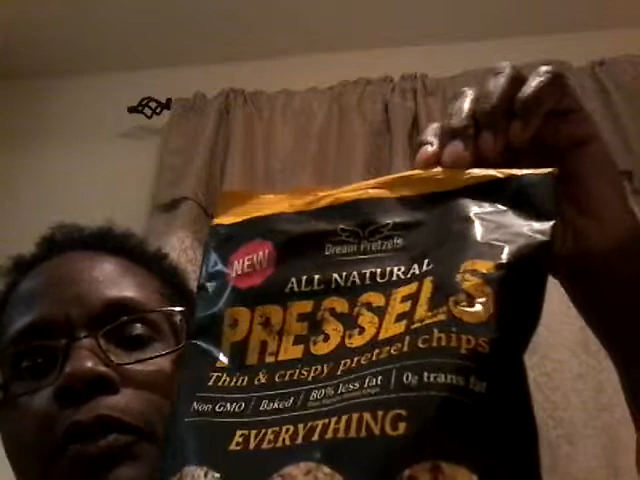 Dream Pretzels
NEW
ALL NATURAL
PRESSELS
Thin & crispy pretzel chips
Non GMO / Baked / 80% less fat | 0g trans fat
EVERYTHING